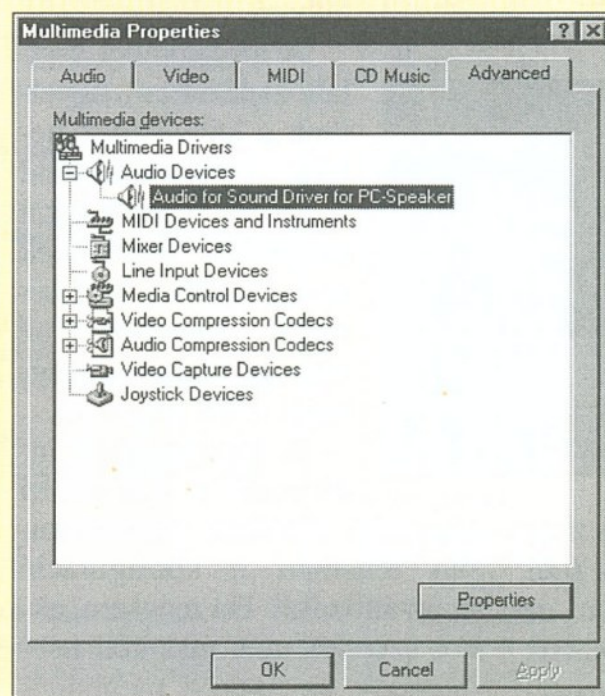 Multimedia Properties
Audio
Video
MIDI
CD Music
Advanced
Multimedia devices:
Multimedia Drivers
Audio Devices
Audio for Sound Driver for PC-Speaker
MIDI Devices and Instruments
Mixer Devices
Line Input Devices
Media Control Devices
Video Compression Codecs
Audio Compression Codecs
Video Capture Devices
Joystick Devices
Properties
OK
Cancel
Apply